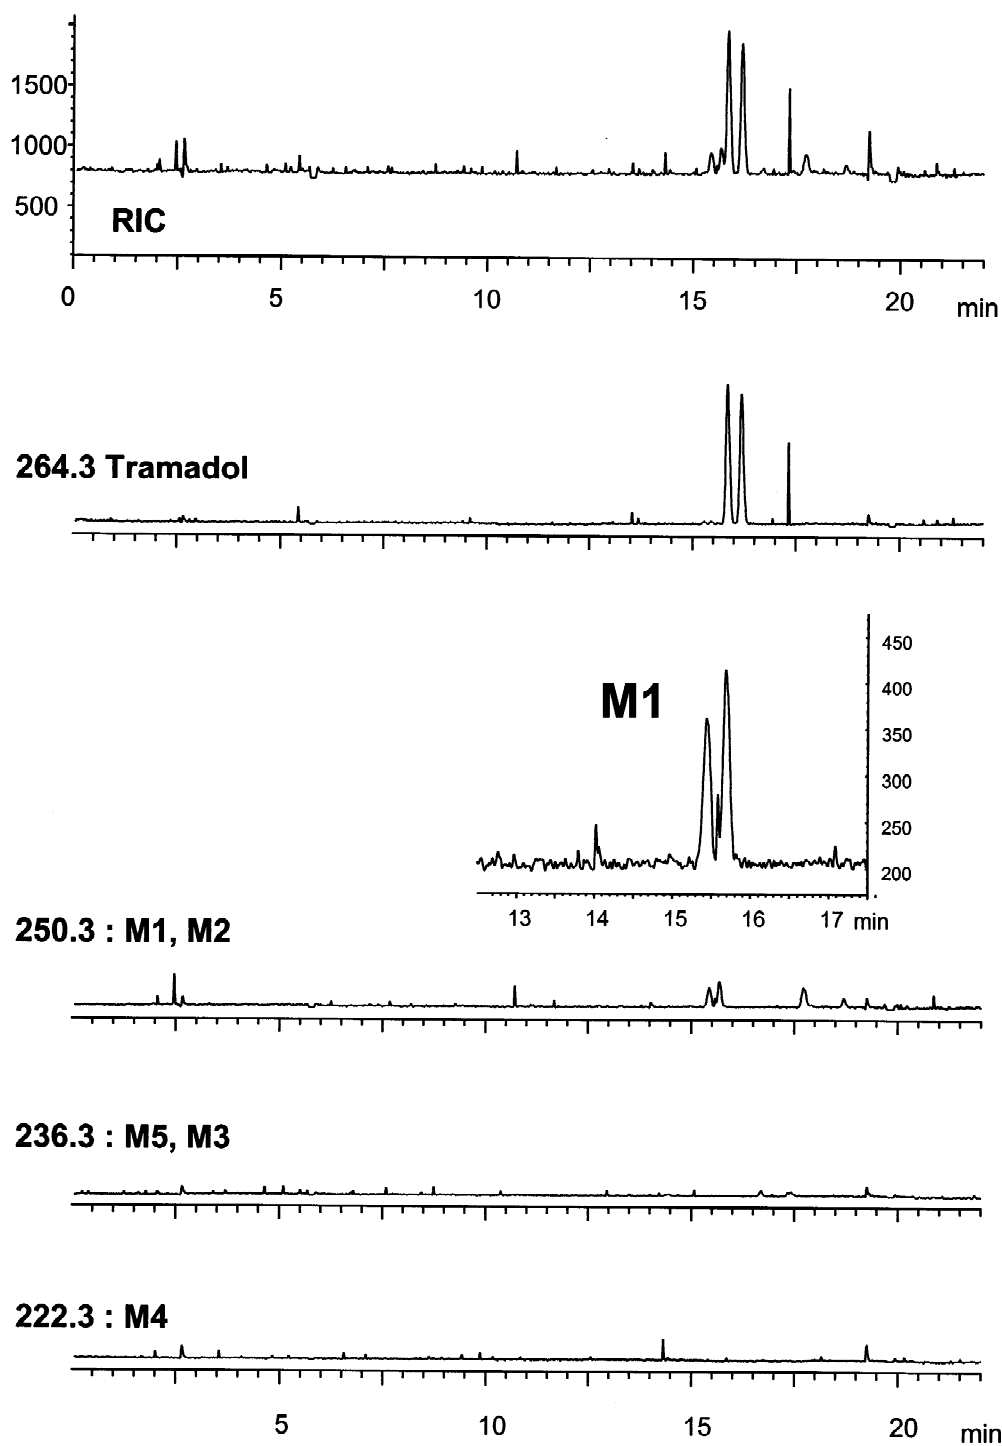 1500
1000
500
RIC
0 5 10 15 20 min
264.3 Tramadol
M1
450
400
350
300
250
200
13 14 15 16 17 min
250.3 : M1, M2
236.3 : M5, M3
222.3 : M4
5 10 15 20 min